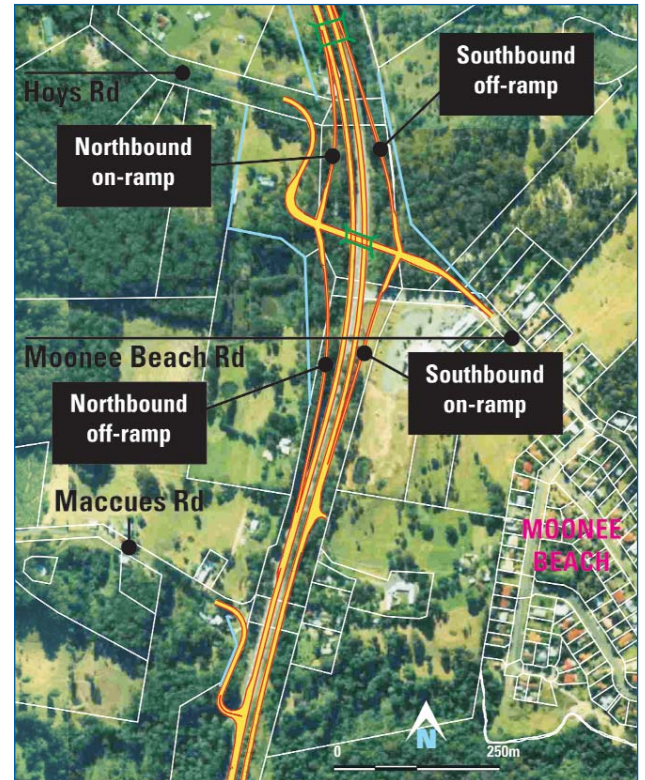 Hoys Rd
Southbound
off-ramp
Northbound
on-ramp
Moonee Beach Rd
Northbound
off-ramp
Southbound
on-ramp
Maccues Rd
MOONEE
BEACH
N
0 250m